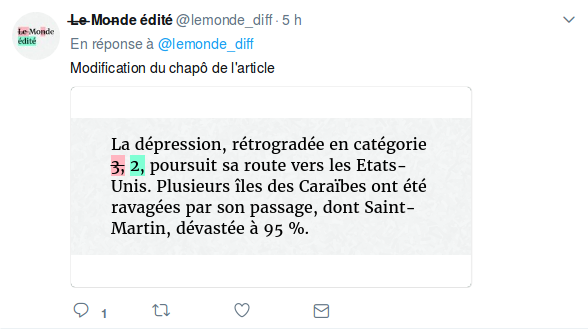 Le Monde
édité
Le Monde édité @lemonde_diff · 5 h
En réponse à @lemonde_diff
Modification du chapô de l'article
La dépression, rétrogradée en catégorie
3, 2, poursuit sa route vers les Etats-
Unis. Plusieurs îles des Caraïbes ont été
ravagées par son passage, dont Saint-
Martin, dévastée à 95 %.
1